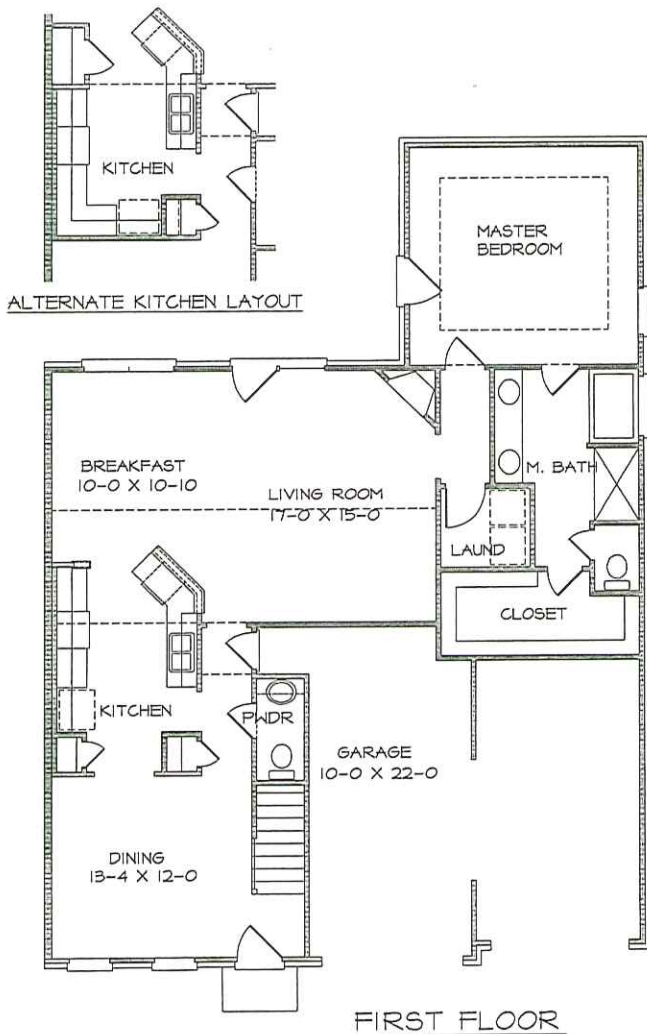 KITCHEN
ALTERNATE KITCHEN LAYOUT
MASTER
BEDROOM
BREAKFAST
10-0 X 10-10
LIVING ROOM
17-0 X 15-0
M. BATH
LAUND
CLOSET
KITCHEN
PWDR
GARAGE
10-0 X 22-0
DINING
13-4 X 12-0
FIRST FLOOR